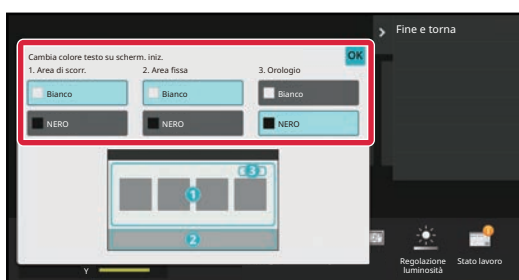 Fine e torna
OK
Cambia colore testo su scherm. iniz.
1. Area di scorr.
2. Area fissa
3. Orologio
Bianco
Bianco
Bianco
NERO
NERO
NERO
3
1
2
Regolazione
luminosità
Stato lavoro
Y